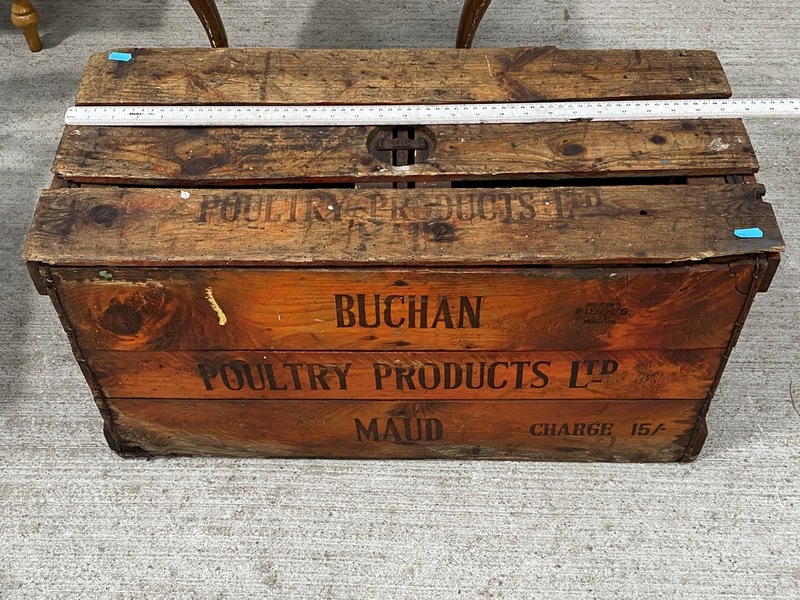 POULTRY PRODUCTS LTD
BUCHAN
POULTRY PRODUCTS LTD
MAUD
CHARGE 15/-